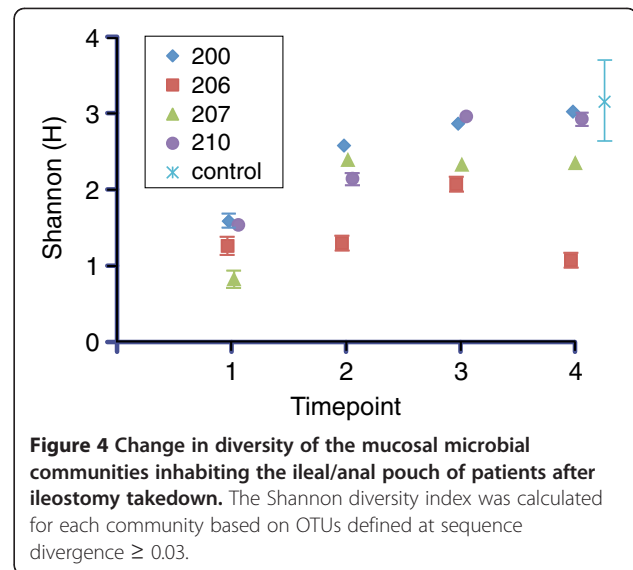 4
3
2
1
0
Shannon (H)
200
206
207
210
control
1 2 3 4
Timepoint
Figure 4 Change in diversity of the mucosal microbial
communities inhabiting the ileal/anal pouch of patients after
ileostomy takedown. The Shannon diversity index was calculated
for each community based on OTUs defined at sequence
divergence ≥ 0.03.